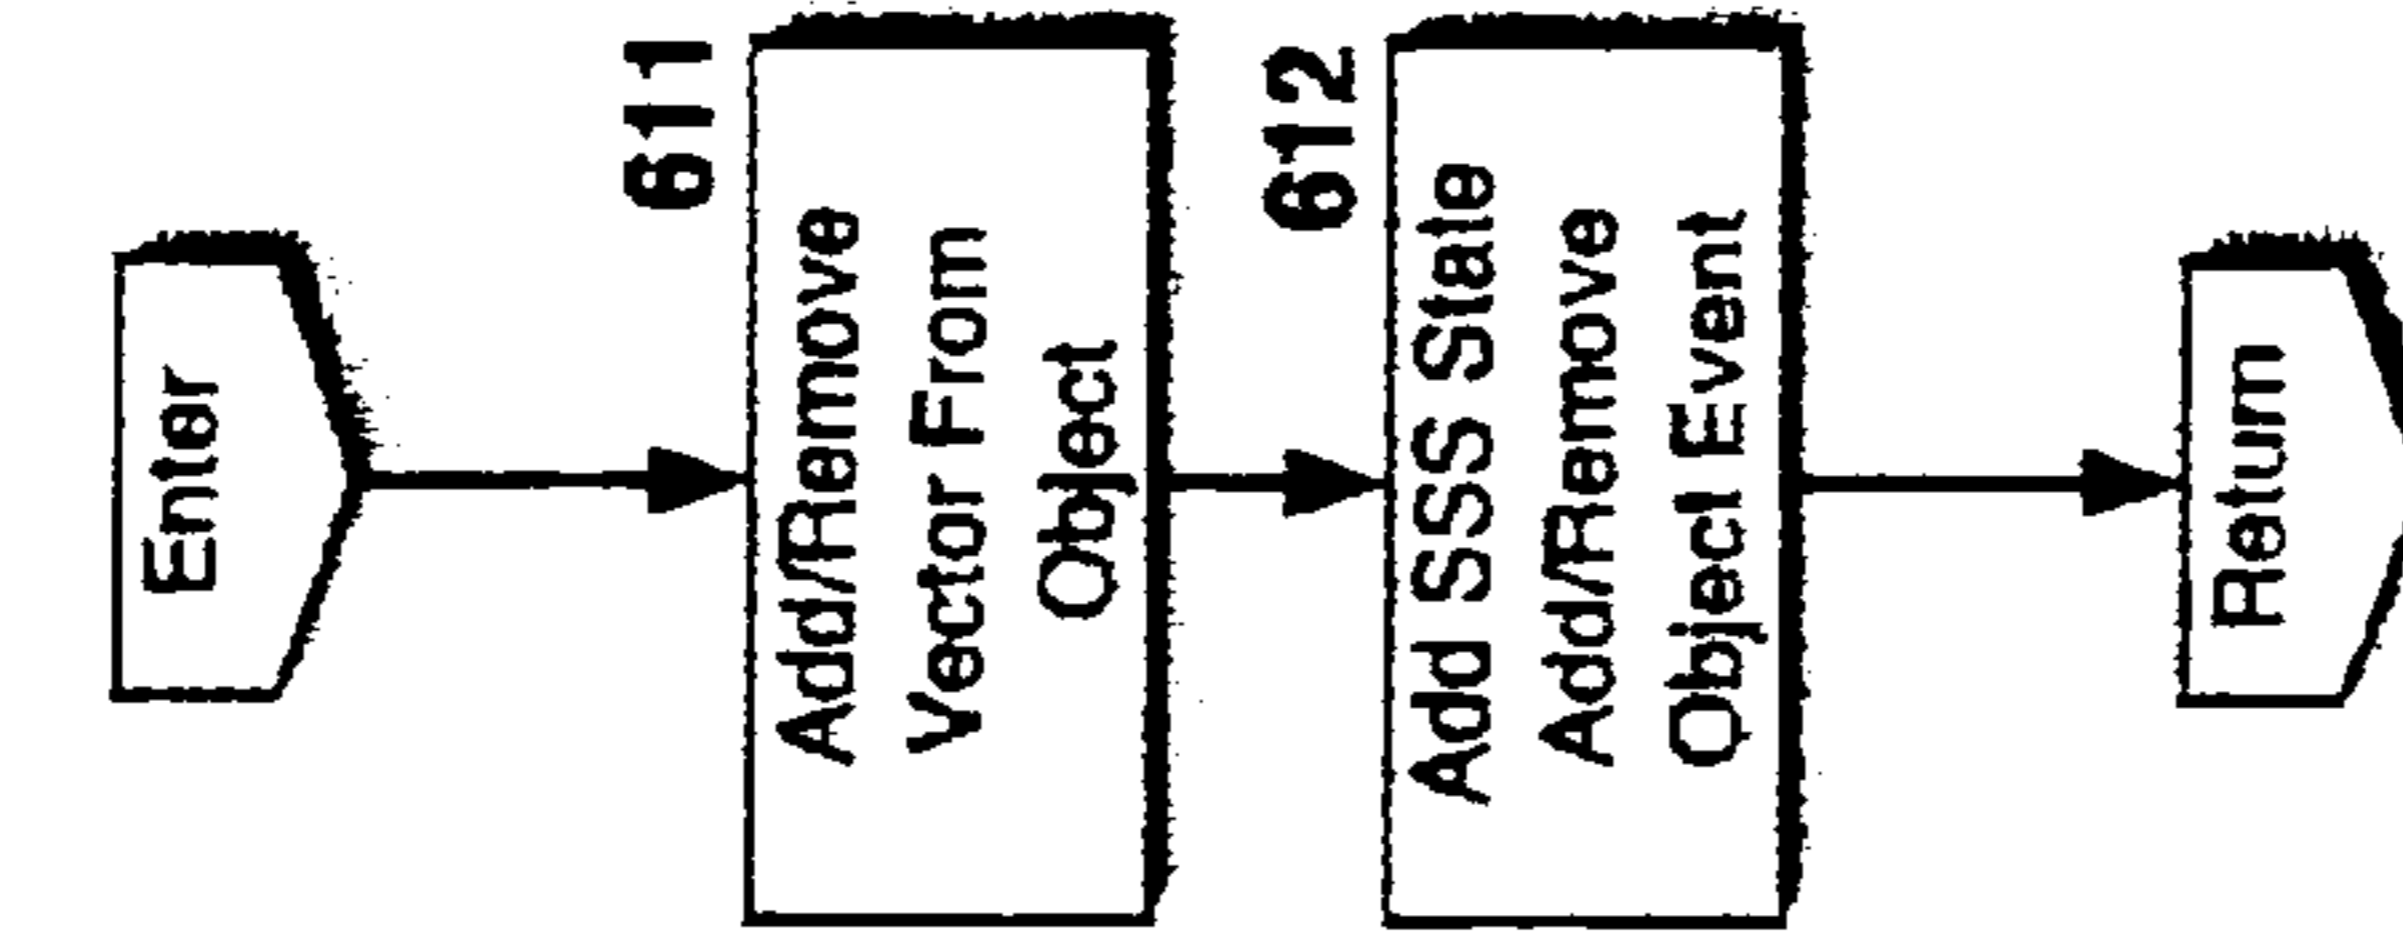 Enter
611
Add/Remove
Vector From
Object
612
Add SSS State
Add/Remove
Object Event
Return